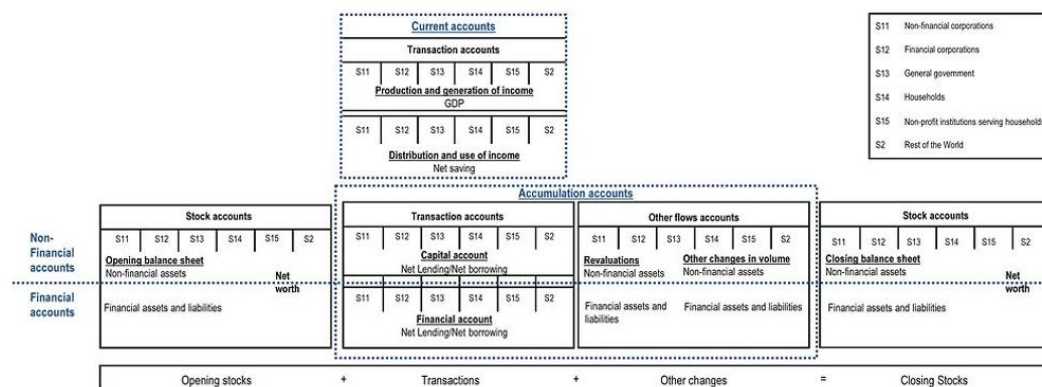 Current accounts
Transaction accounts
S11 S12 S13 S14 S15 S2
Production and generation of income
GDP
S11 S12 S13 S14 S15 S2
Distribution and use of income
Net saving
S11 Non-financial corporations
S12 Financial corporations
S13 General government
S14 Households
S15 Non-profit institutions serving households
S2 Rest of the World
Accumulation accounts
Non-Financial accounts
Financial accounts
Stock accounts
S11 S12 S13 S14 S15 S2
Opening balance sheet
Non-financial assets
Net worth
Financial assets and liabilities
Transaction accounts
S11 S12 S13 S14 S15 S2
Capital account
Net Lending/Net borrowing
S11 S12 S13 S14 S15 S2
Financial account
Net Lending/Net borrowing
Other flows accounts
S11 S12 S13 S14 S15 S2
Revaluations
Non-financial assets
Financial assets and
liabilities
Other changes in volume
Non-financial assets
Financial assets and liabilities
Stock accounts
S11 S12 S13 S14 S15 S2
Closing balance sheet
Non-financial assets
Net worth
Financial assets and liabilities
Opening stocks + Transactions + Other changes = Closing Stocks